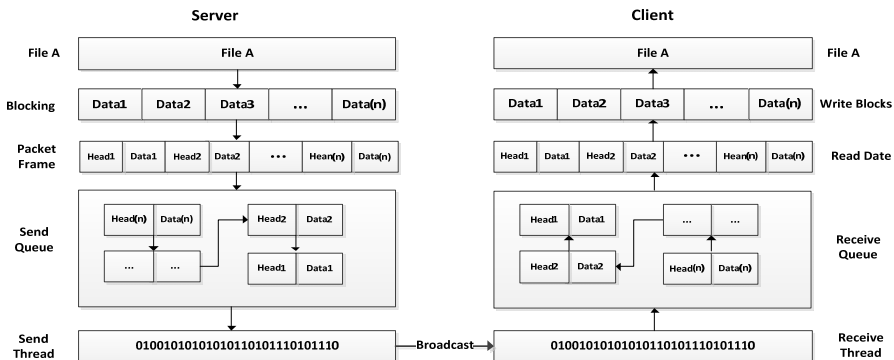 Server
Client
File A
File A
File A
File A
Blocking
Data1 Data2 Data3 ... Data(n)
Data1 Data2 Data3 ... Data(n)
Write Blocks
Packet
Frame
Head1 Data1 Head2 Data2 ... Hean(n) Data(n)
Head1 Data1 Head2 Data2 ... Hean(n) Data(n)
Read Date
Send
Queue
Head(n) Data(n)
Head2 Data2
... ...
Head1 Data1
Head1 Data1
... ...
Head2 Data2
Head(n) Data(n)
Receive
Queue
Send
Thread
01001010101010110101110101110
Broadcast
01001010101010110101110101110
Receive
Thread